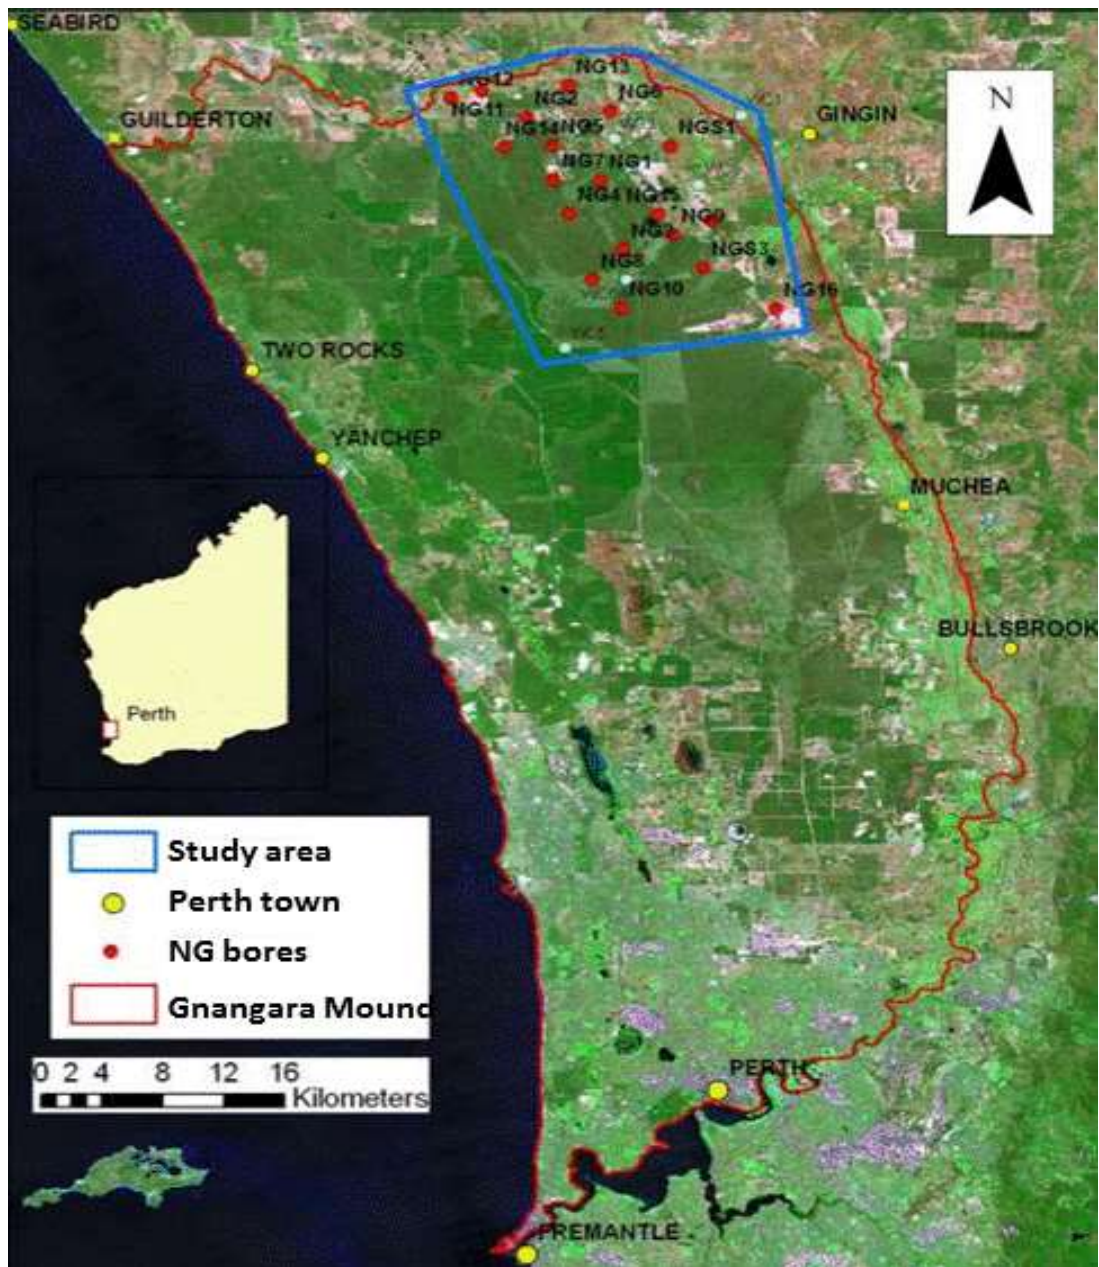 SEABIRD
NG13
NG12
NG2
NG6
NG11
GUILDERTON
NG14
NG5
NGS1
GINGIN
N
NG7
NG1
NG4
NG15
NG9
NG3
NG8
NGS3
NG10
NG16
TWO ROCKS
YANCHEP
MUCHEA
BULLSBROOK
Perth
Study area
Perth town
NG bores
Gnangara Mound
0 2 4 8 12 16
Kilometers
PERTH
FREMANTLE